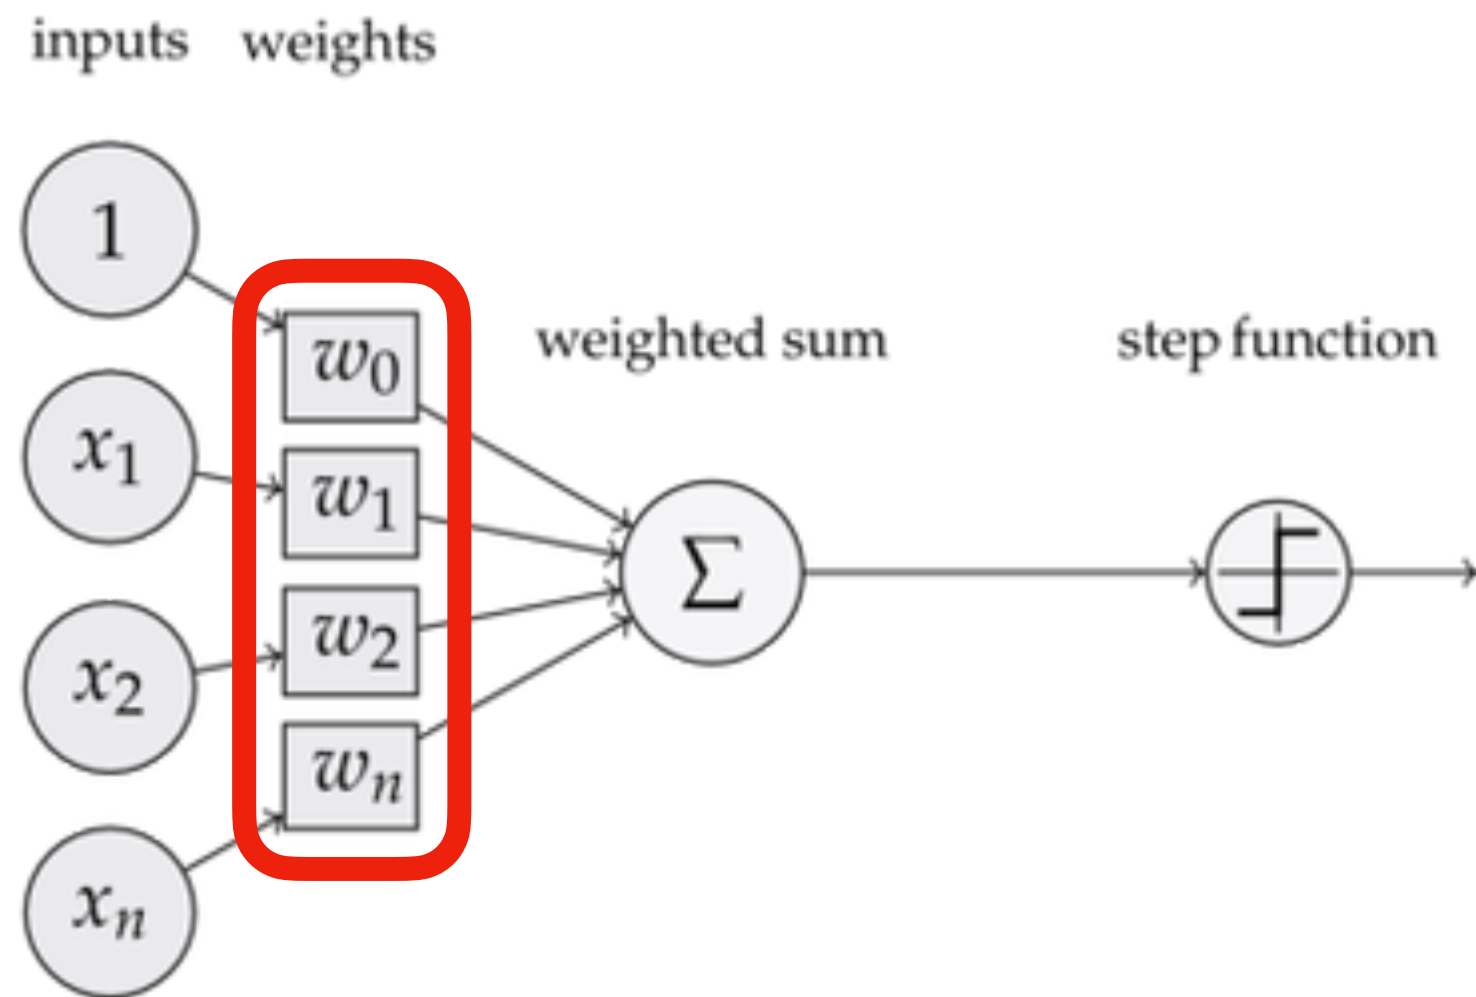 inputs weights
1
w₀
weighted sum
step function
x₁
w₁
Σ
x₂
w₂
wₙ
xₙ